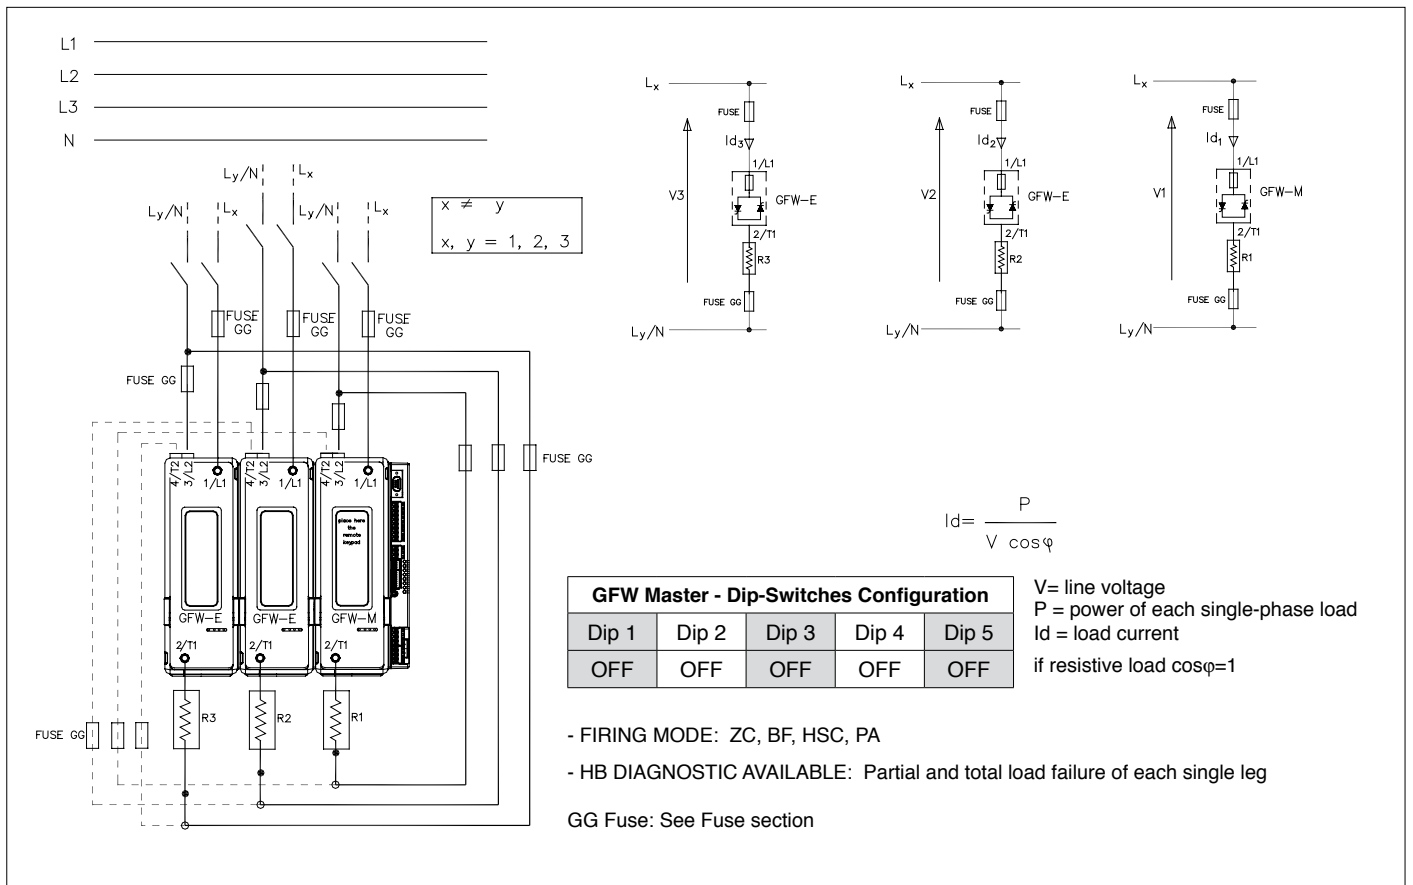 L1
L2
L3
N
Ly/N
Lx
Ly/N
Lx
Ly/N
Lx
x ≠ y
x, y = 1, 2, 3
FUSE GG
FUSE GG
FUSE GG
FUSE GG
FUSE GG
4/T2
3/L2
1/L1
4/T2
3/L2
1/L1
4/T2
3/L2
1/L1
place here
the
remote
keypad
GFW-E
GFW-E
GFW-M
2/T1
2/T1
2/T1
R3
R2
R1
FUSE GG
Lx
FUSE
Id3
1/L1
V3
GFW-E
2/T1
R3
FUSE GG
Ly/N
Lx
FUSE
Id2
1/L1
V2
GFW-E
2/T1
R2
FUSE GG
Ly/N
Lx
FUSE
Id1
1/L1
V1
GFW-M
2/T1
R1
FUSE GG
Ly/N
Id= P
V cosφ
GFW Master - Dip-Switches Configuration
Dip 1 Dip 2 Dip 3 Dip 4 Dip 5
OFF OFF OFF OFF OFF
V= line voltage
P = power of each single-phase load
Id = load current
if resistive load cosφ=1
- FIRING MODE: ZC, BF, HSC, PA
- HB DIAGNOSTIC AVAILABLE: Partial and total load failure of each single leg
GG Fuse: See Fuse section